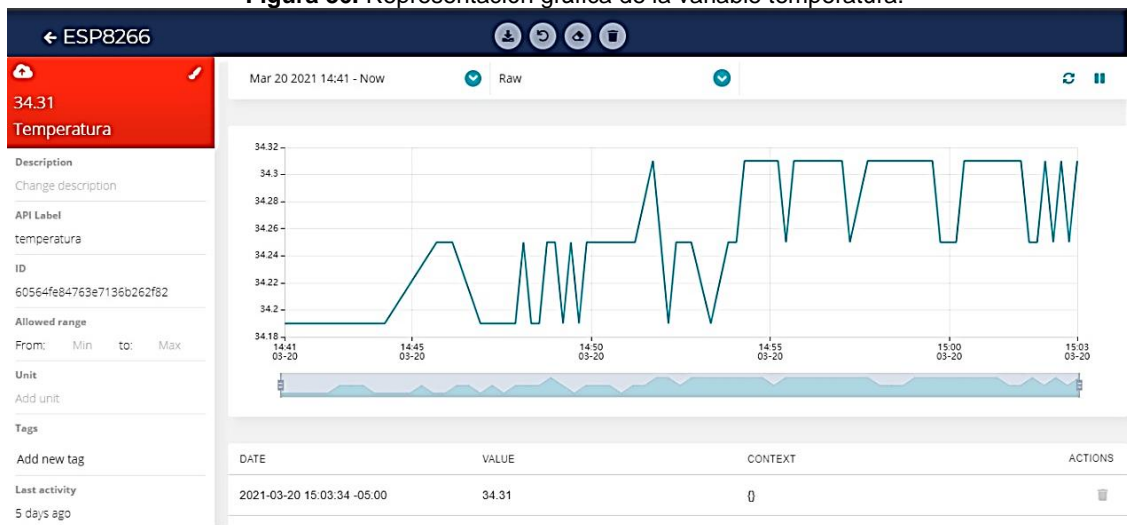 Figura 30. Representación gráfica de la variable temperatura.
ESP8266
34.31
Temperatura
Description
Change description
API Label
temperatura
ID
60564fe84763e7136b262f82
Allowed range
From: Min to: Max
Unit
Add unit
Tags
Add new tag
Last activity
5 days ago
Mar 20 2021 14:41 - Now Raw
34.32
34.3
34.28
34.26
34.24
34.22
34.2
34.18
14:41 14:45 14:50 14:55 15:00 15:03
03-20 03-20 03-20 03-20 03-20 03-20
DATE VALUE CONTEXT ACTIONS
2021-03-20 15:03:34 -05:00 34.31 {}